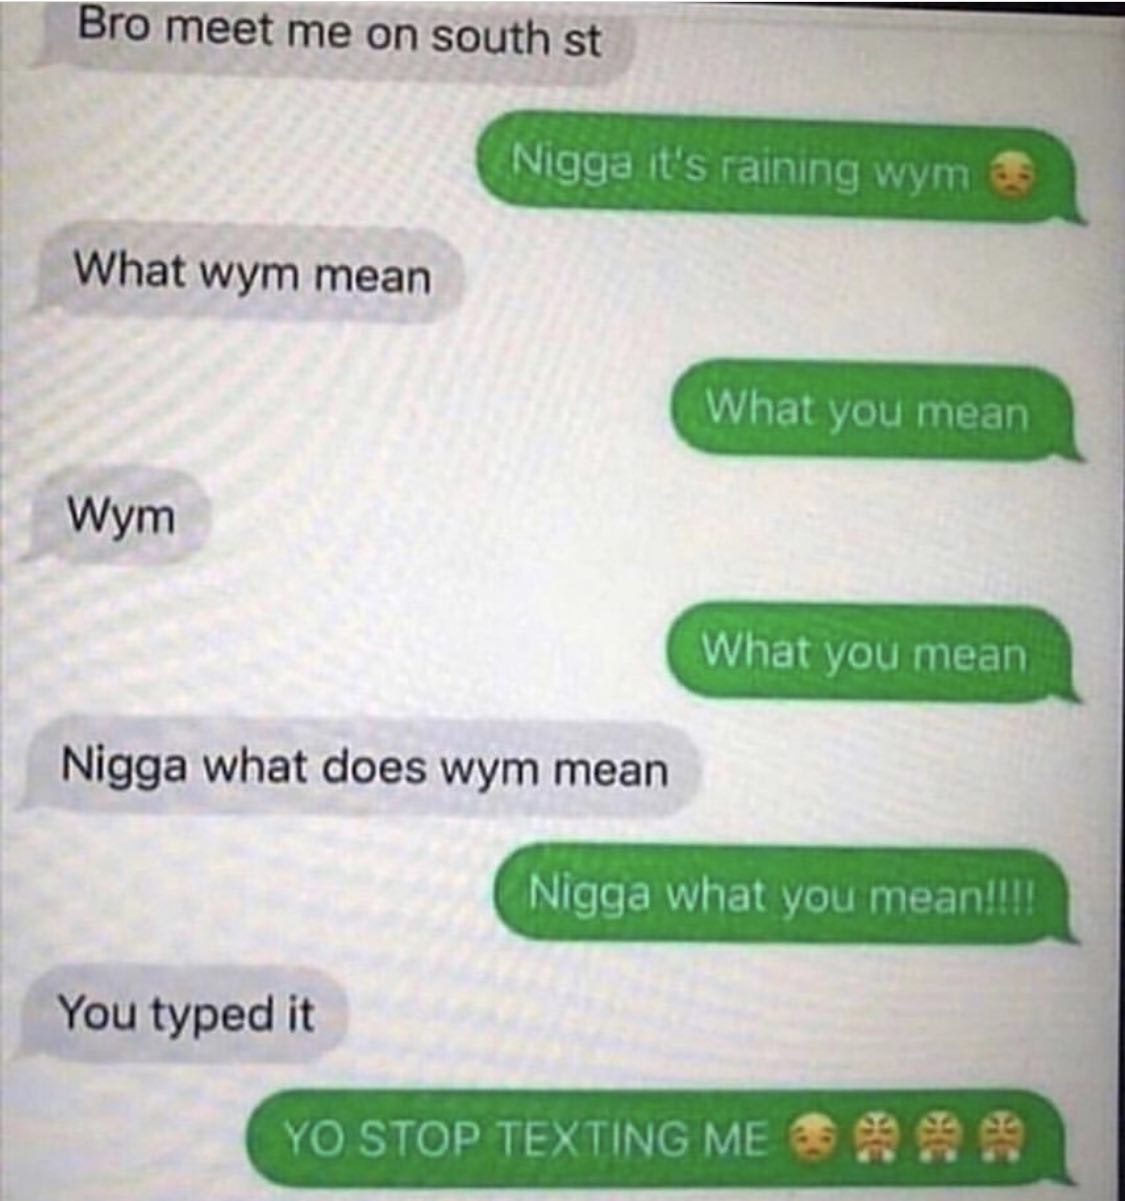 Bro meet me on south st
Nigga it's raining wym 😒
What wym mean
What you mean
Wym
What you mean
Nigga what does wym mean
Nigga what you mean!!!!
You typed it
YO STOP TEXTING ME 😒😤😤😤